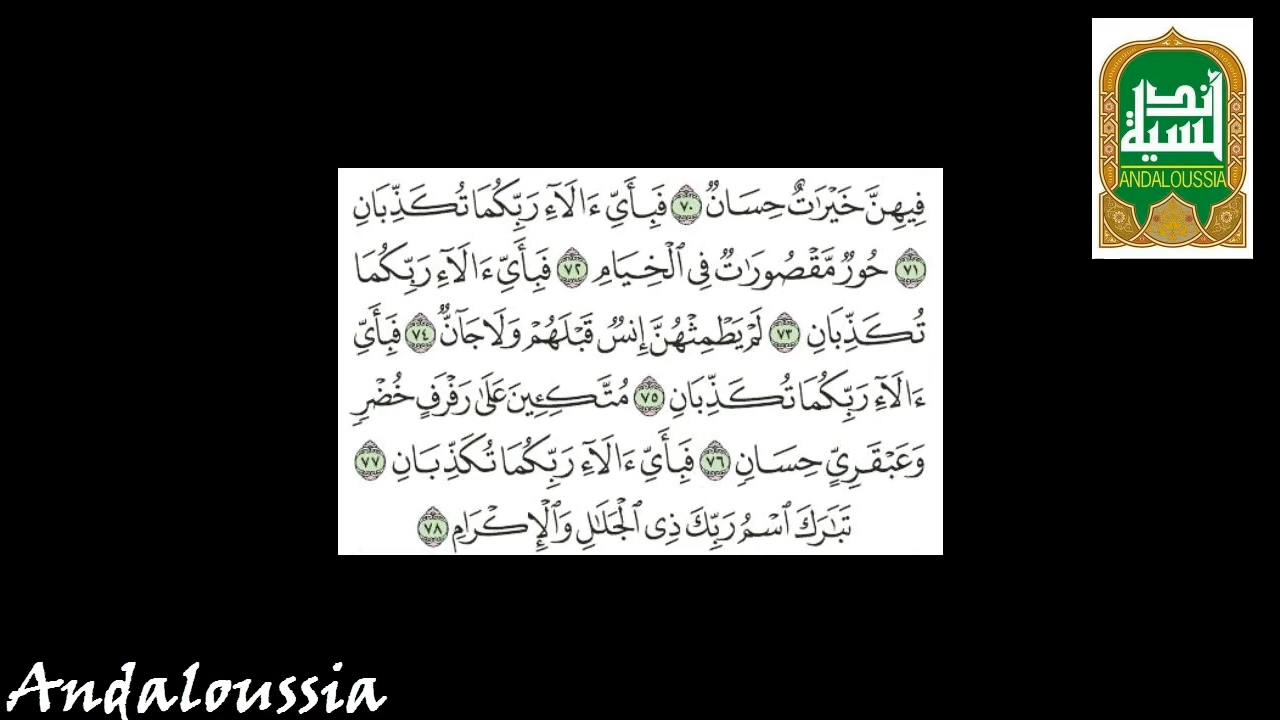 أندلسية
ANDALOUSSIA
فِيهِنَّ خَيْرَٰتٌ حِسَانٌ ٧٠ فَبِأَيِّ ءَالَآءِ رَبِّكُمَا تُكَذِّبَانِ
٧١ حُورٌ مَّقْصُورَٰتٌ فِي ٱلْخِيَامِ ٧٢ فَبِأَيِّ ءَالَآءِ رَبِّكُمَا
تُكَذِّبَانِ ٧٣ لَمْ يَطْمِثْهُنَّ إِنسٌ قَبْلَهُمْ وَلَا جَآنٌّ ٧٤ فَبِأَيِّ
ءَالَآءِ رَبِّكُمَا تُكَذِّبَانِ ٧٥ مُتَّكِـِٔينَ عَلَىٰ رَفْرَفٍ خُضْرٍ
وَعَبْقَرِيٍّ حِسَانٍ ٧٦ فَبِأَيِّ ءَالَآءِ رَبِّكُمَا تُكَذِّبَانِ ٧٧
تَبَٰرَكَ ٱسْمُ رَبِّكَ ذِي ٱلْجَلَٰلِ وَٱلْإِكْرَامِ ٧٨
Andaloussia